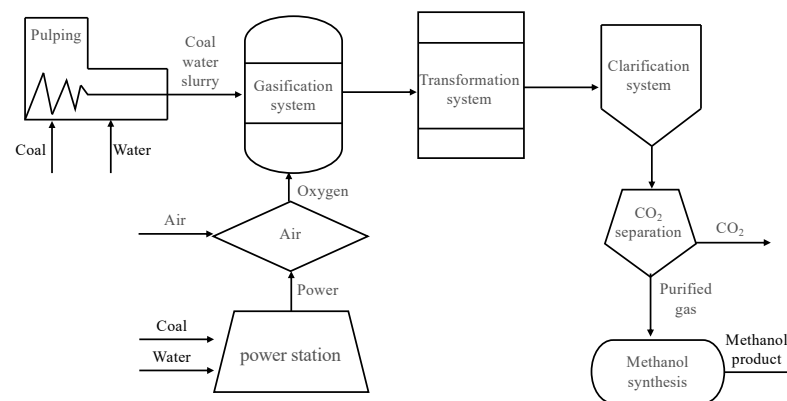 Pulping
Coal
water
slurry
Gasification
system
Transformation
system
Clarification
system
Coal
Water
Oxygen
Air
Air
CO₂
separation
CO₂
Power
Purified
gas
Coal
Water
power station
Methanol
synthesis
Methanol
product